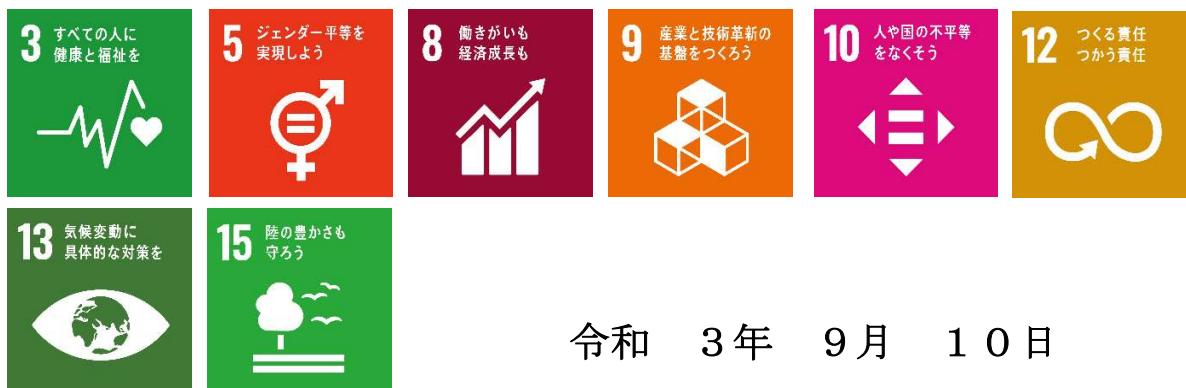 3 すべての人に
健康と福祉を
5 ジェンダー平等を
実現しよう
8 働きがいも
経済成長も
9 産業と技術革新の
基盤をつくろう
10 人や国の不平等
をなくそう
12 つくる責任
つかう責任
13 気候変動に
具体的な対策を
15 陸の豊かさも
守ろう
令和　３年　９月　１０日